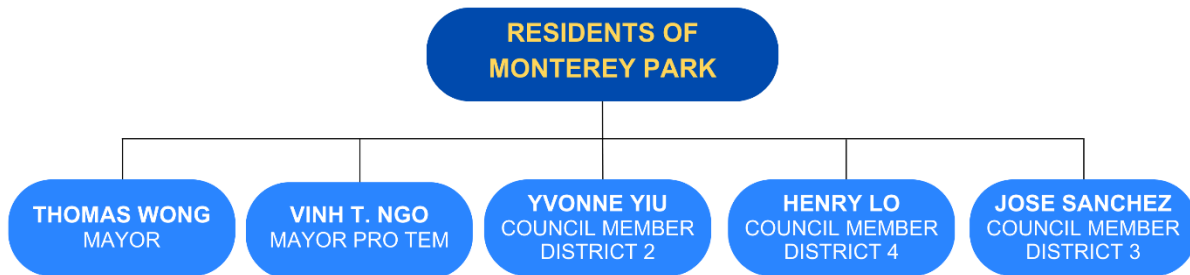 RESIDENTS OF
MONTEREY PARK
THOMAS WONG
MAYOR
VINH T. NGO
MAYOR PRO TEM
YVONNE YIU
COUNCIL MEMBER
DISTRICT 2
HENRY LO
COUNCIL MEMBER
DISTRICT 4
JOSE SANCHEZ
COUNCIL MEMBER
DISTRICT 3